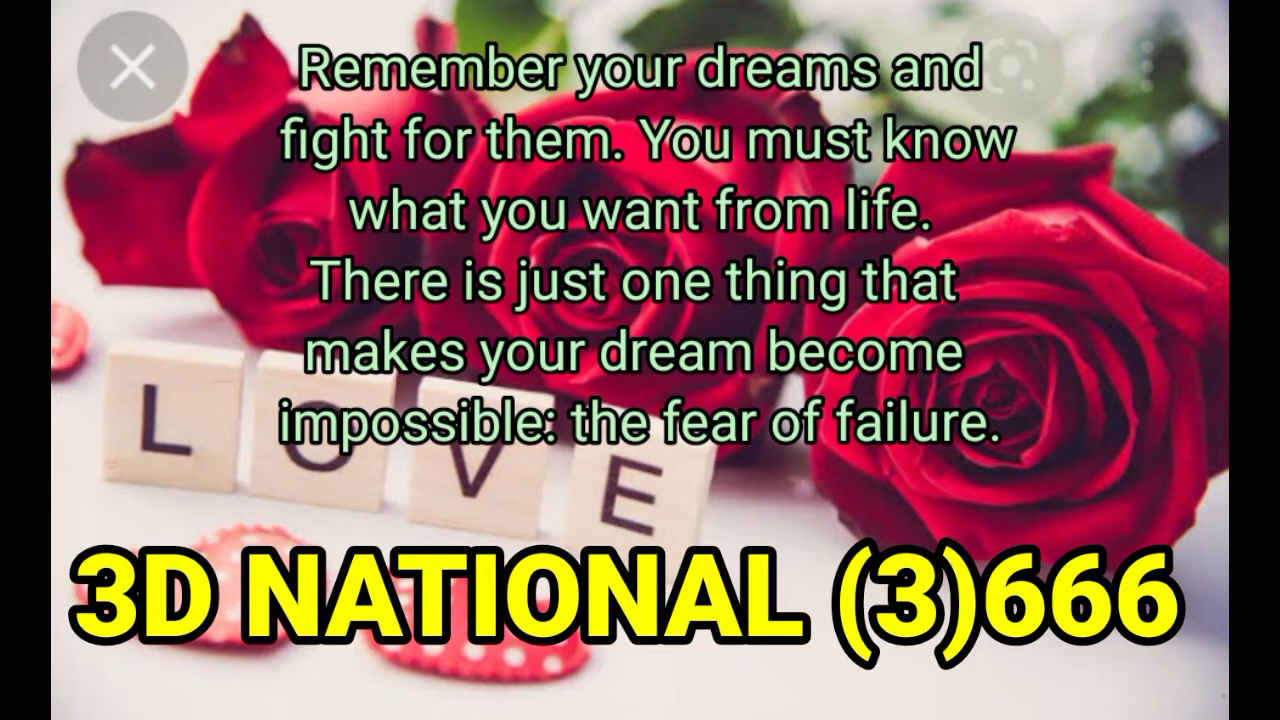 Remember your dreams and
fight for them. You must know
what you want from life.
There is just one thing that
makes your dream become
impossible: the fear of failure.
L O V E
3D NATIONAL (3)666